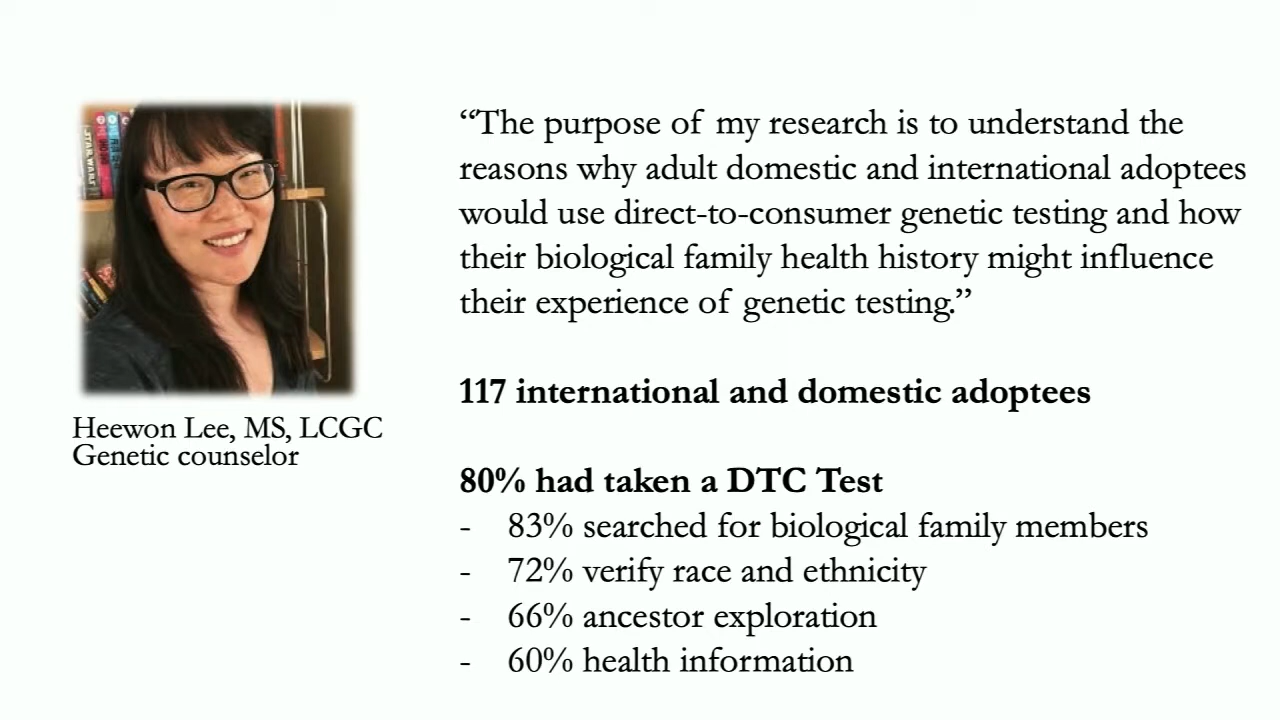 STAR WARS
Heewon Lee, MS, LCGC
Genetic counselor
“The purpose of my research is to understand the
reasons why adult domestic and international adoptees
would use direct-to-consumer genetic testing and how
their biological family health history might influence
their experience of genetic testing.”
117 international and domestic adoptees
80% had taken a DTC Test
- 83% searched for biological family members
- 72% verify race and ethnicity
- 66% ancestor exploration
- 60% health information